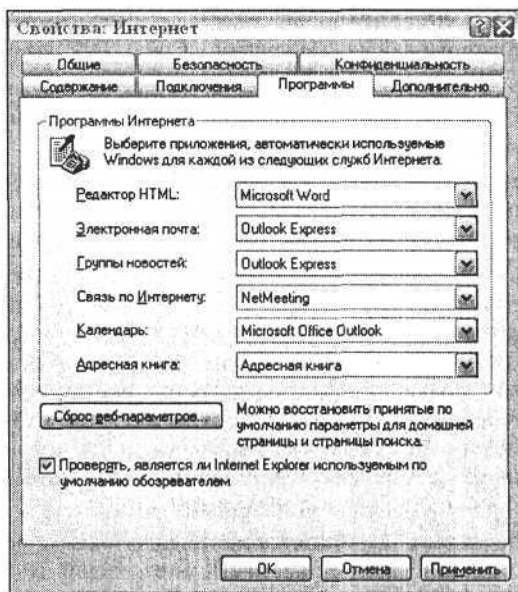 Свойства: Интернет
Общие Безопасность Конфиденциальность
Содержание Подключения Программы Дополнительно
Программы Интернета
Выберите приложения, автоматически используемые
Windows для каждой из следующих служб Интернета.
Редактор HTML: Microsoft Word
Электронная почта: Outlook Express
Группы новостей: Outlook Express
Связь по Интернету: NetMeeting
Календарь: Microsoft Office Outlook
Адресная книга: Адресная книга
Сброс веб-параметров... Можно восстановить принятые по
умолчанию параметры для домашней
страницы и страницы поиска.
Проверять, является ли Internet Explorer используемым по
умолчанию обозревателем
OK Отмена Применить